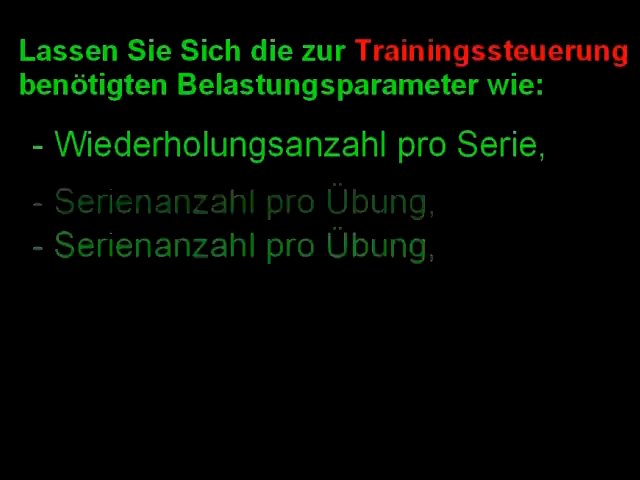 Lassen Sie Sich die zur Trainingssteuerung
benötigten Belastungsparameter wie:
- Wiederholungsanzahl pro Serie,
- Serienanzahl pro Übung,
- Serienanzahl pro Übung,